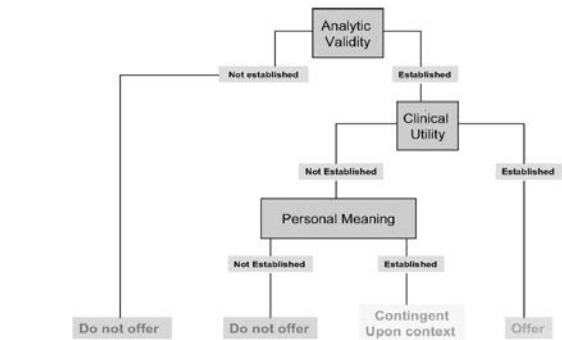 Analytic
Validity
Not established
Established
Clinical
Utility
Not Established
Established
Personal Meaning
Not Established
Established
Do not offer
Do not offer
Contingent
Upon context
Offer